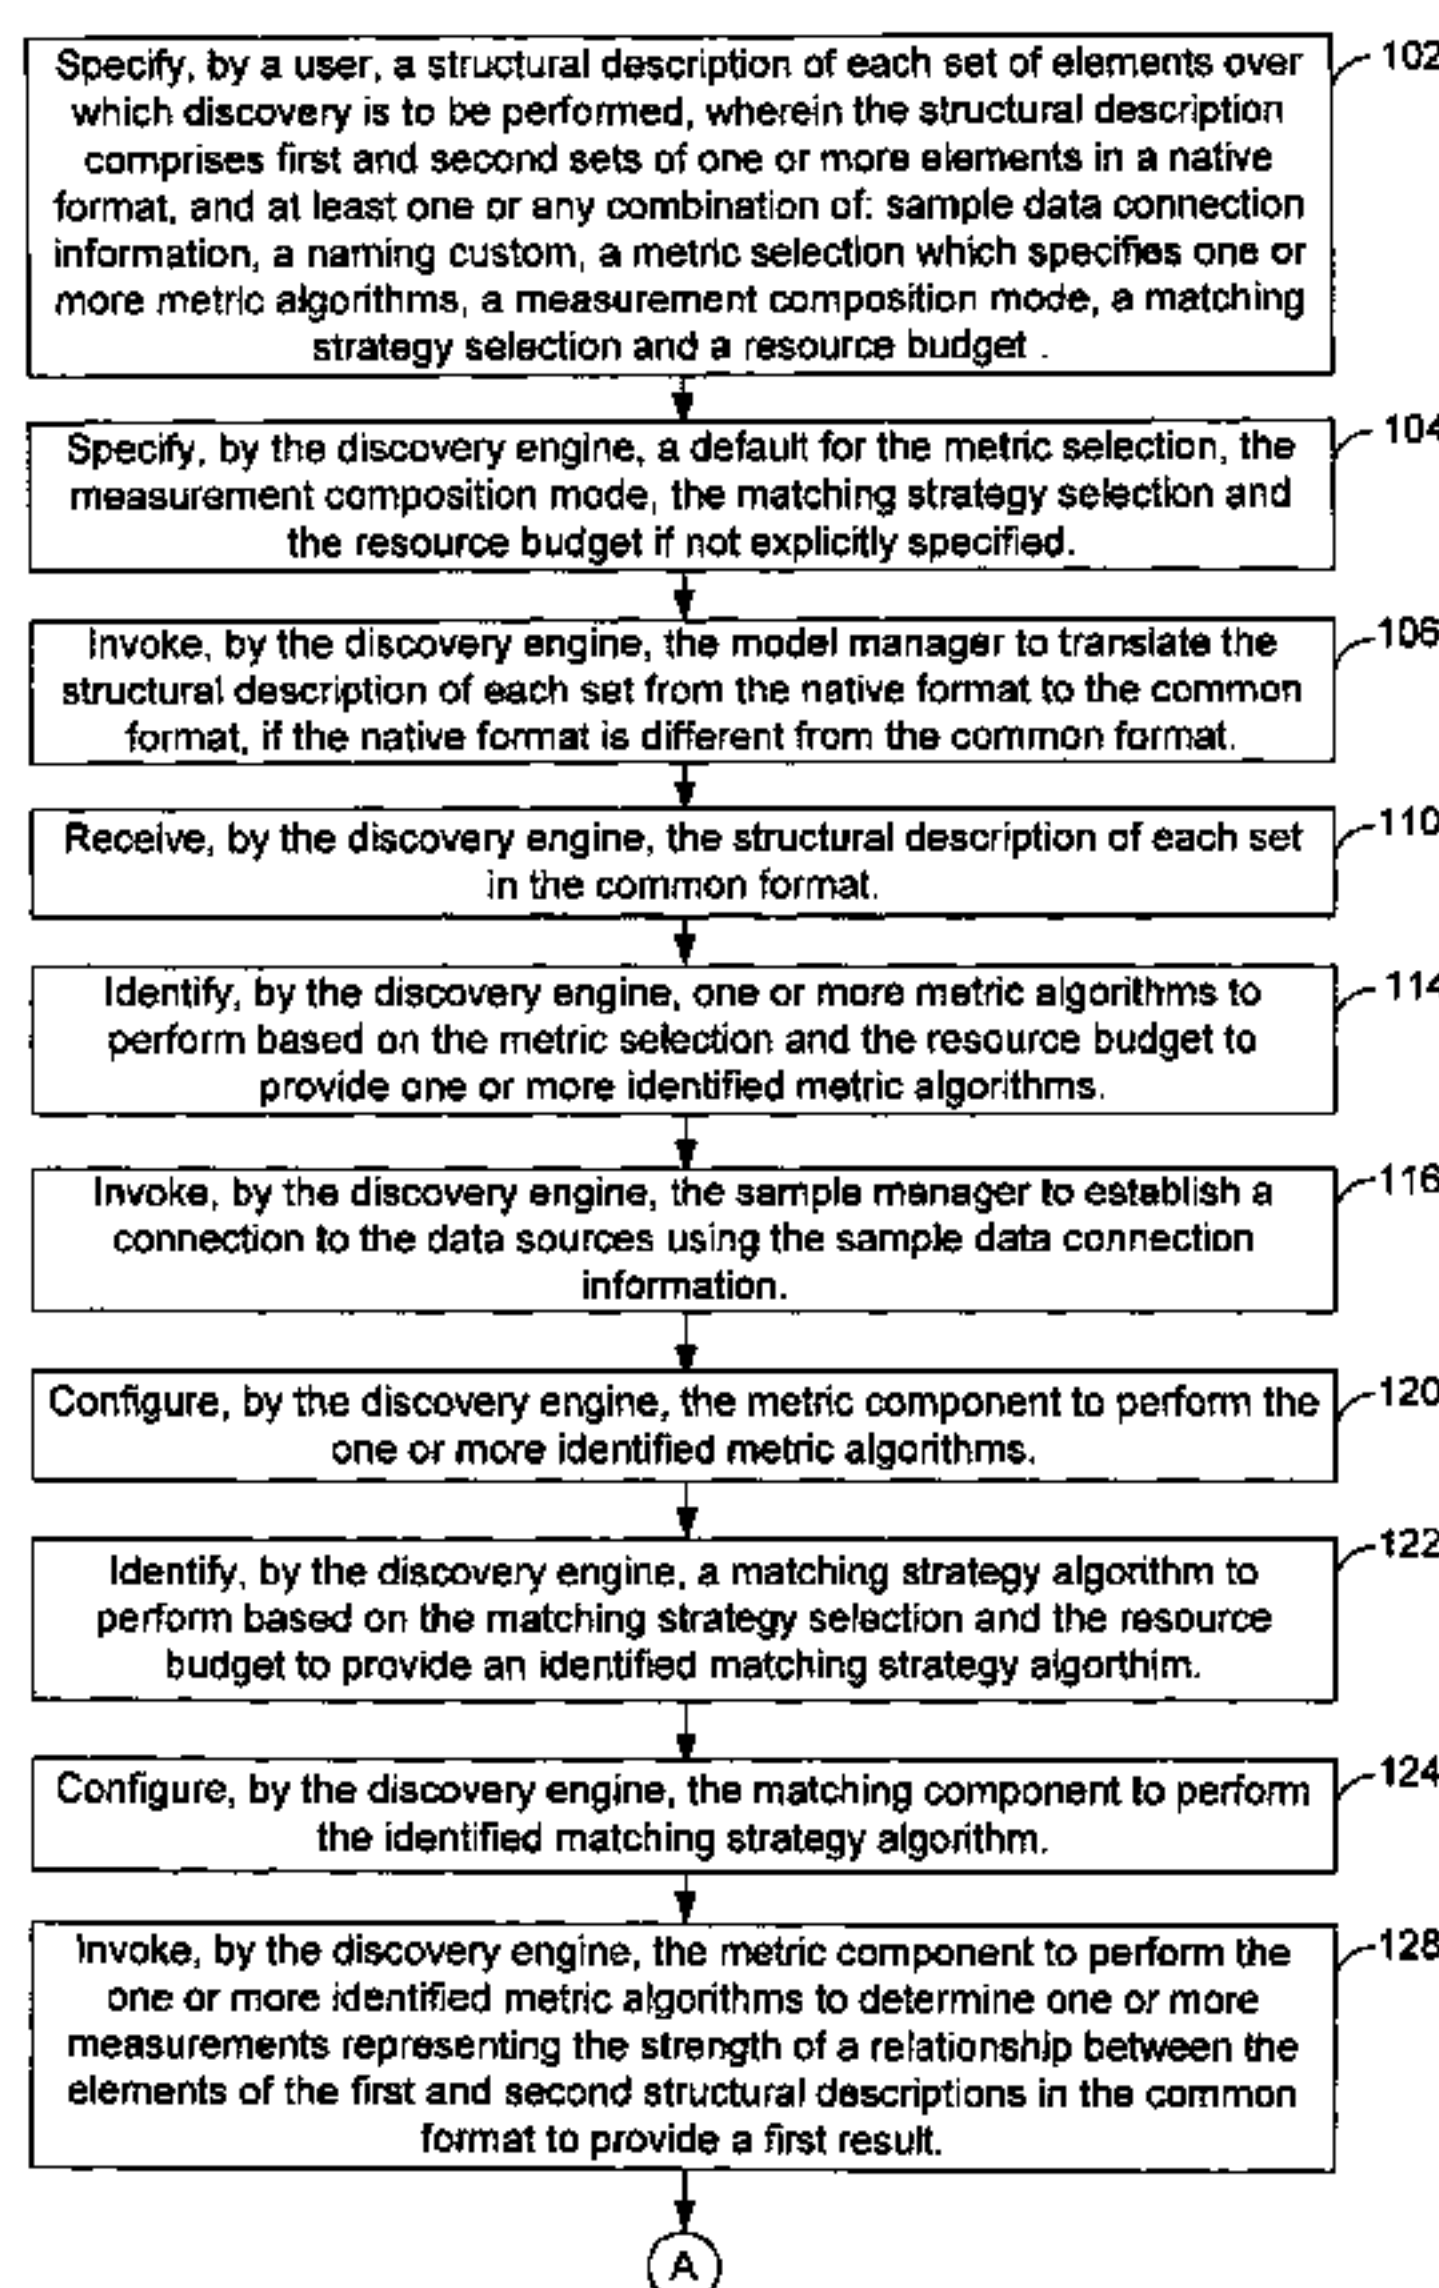 Specify, by a user, a structural description of each set of elements over
which discovery is to be performed, wherein the structural description
comprises first and second sets of one or more elements in a native
format, and at least one or any combination of: sample data connection
information, a naming custom, a metric selection which specifies one or
more metric algorithms, a measurement composition mode, a matching
strategy selection and a resource budget .
102
Specify, by the discovery engine, a default for the metric selection, the
measurement composition mode, the matching strategy selection and
the resource budget if not explicitly specified.
104
Invoke, by the discovery engine, the model manager to translate the
structural description of each set from the native format to the common
format, if the native format is different from the common format.
106
Receive, by the discovery engine, the structural description of each set
in the common format.
110
Identify, by the discovery engine, one or more metric algorithms to
perform based on the metric selection and the resource budget to
provide one or more identified metric algorithms.
114
Invoke, by the discovery engine, the sample manager to establish a
connection to the data sources using the sample data connection
information.
116
Configure, by the discovery engine, the metric component to perform the
one or more identified metric algorithms.
120
Identify, by the discovery engine, a matching strategy algorithm to
perform based on the matching strategy selection and the resource
budget to provide an identified matching strategy algorthim.
122
Configure, by the discovery engine, the matching component to perform
the identified matching strategy algorithm.
124
Invoke, by the discovery engine, the metric component to perform the
one or more identified metric algorithms to determine one or more
measurements representing the strength of a relationship between the
elements of the first and second structural descriptions in the common
format to provide a first result.
128
A